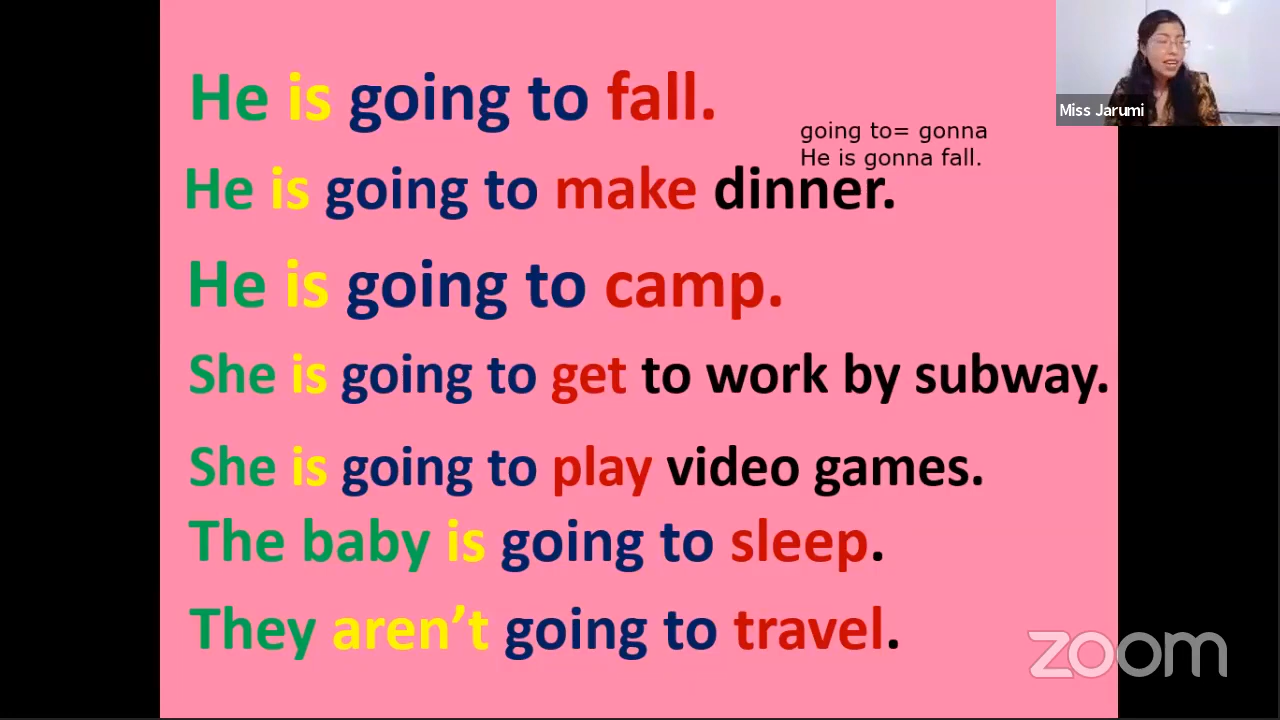 He is going to fall.
going to= gonna
He is gonna fall.
He is going to make dinner.
He is going to camp.
She is going to get to work by subway.
She is going to play video games.
The baby is going to sleep.
They aren’t going to travel.
Miss Jarumi
zoom